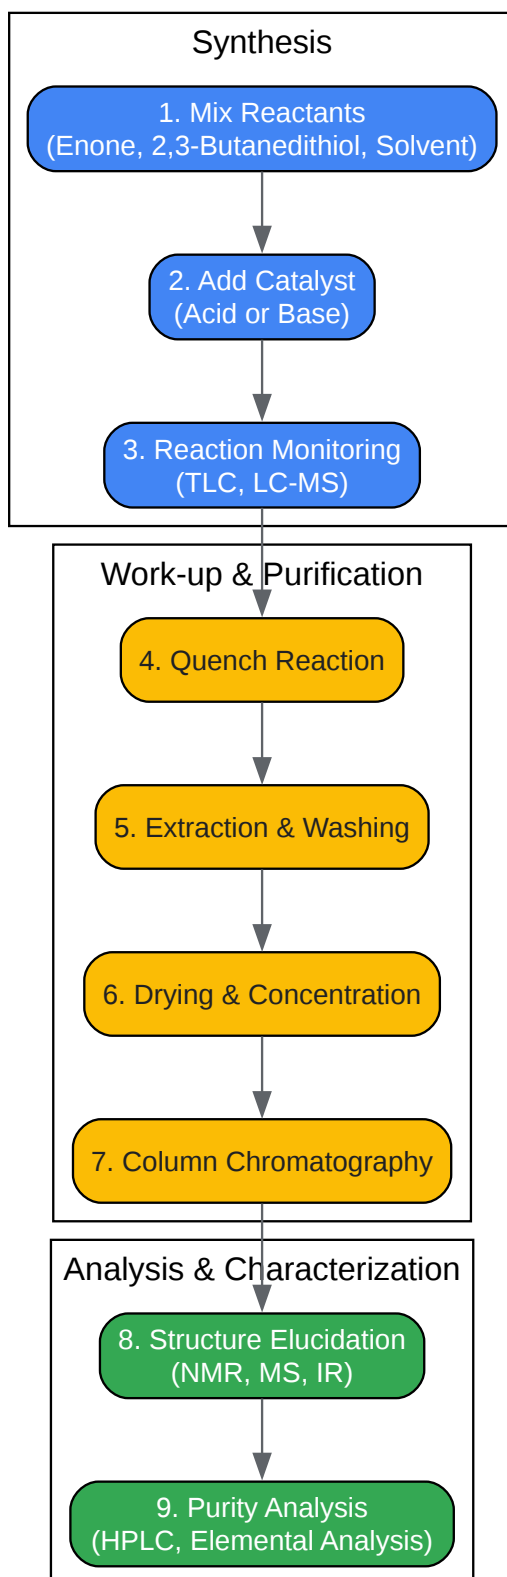 Synthesis
1. Mix Reactants
(Enone, 2,3-Butanedithiol, Solvent)
2. Add Catalyst
(Acid or Base)
3. Reaction Monitoring
(TLC, LC-MS)
Work-up & Purification
4. Quench Reaction
5. Extraction & Washing
6. Drying & Concentration
7. Column Chromatography
Analysis & Characterization
8. Structure Elucidation
(NMR, MS, IR)
9. Purity Analysis
(HPLC, Elemental Analysis)